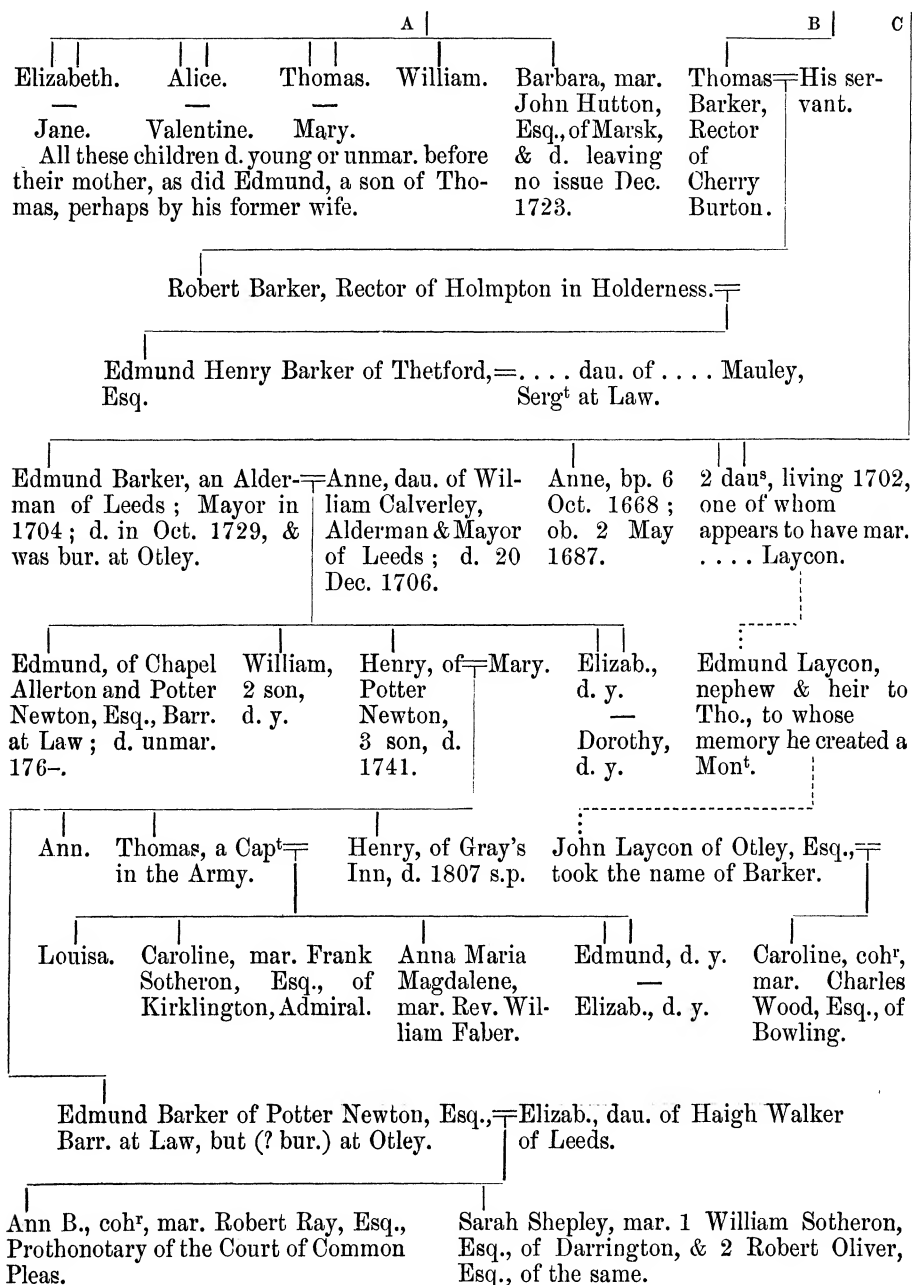 A B C
Elizabeth. Alice. Thomas. William.
— — —
Jane. Valentine. Mary.
All these children d. young or unmar. before
their mother, as did Edmund, a son of Tho-
mas, perhaps by his former wife.
Barbara, mar.
John Hutton,
Esq., of Marsk,
& d. leaving
no issue Dec.
1723.
Thomas=His ser-
Barker, vant.
Rector
of
Cherry
Burton.
Robert Barker, Rector of Holmpton in Holderness.=
Edmund Henry Barker of Thetford,=. . . . dau. of . . . . Mauley,
Esq. Sergt at Law.
Edmund Barker, an Alder-
man of Leeds ; Mayor in
1704 ; d. in Oct. 1729, &
was bur. at Otley.
=Anne, dau. of Wil-
liam Calverley,
Alderman & Mayor
of Leeds ; d. 20
Dec. 1706.
Anne, bp. 6
Oct. 1668 ;
ob. 2 May
1687.
2 daus, living 1702,
one of whom
appears to have mar.
. . . . Laycon.
Edmund, of Chapel
Allerton and Potter
Newton, Esq., Barr.
at Law ; d. unmar.
176–.
William,
2 son,
d. y.
Henry, of=Mary.
Potter
Newton,
3 son, d.
1741.
Elizab.,
d. y.
—
Dorothy,
d. y.
Edmund Laycon,
nephew & heir to
Tho., to whose
memory he created a
Mont.
Ann.
Thomas, a Capt=
in the Army.
Henry, of Gray's
Inn, d. 1807 s.p.
John Laycon of Otley, Esq.,=
took the name of Barker.
Louisa.
Caroline, mar. Frank
Sotheron, Esq., of
Kirklington, Admiral.
Anna Maria
Magdalene,
mar. Rev. Wil-
liam Faber.
Edmund, d. y.
—
Elizab., d. y.
Caroline, cohr,
mar. Charles
Wood, Esq., of
Bowling.
Edmund Barker of Potter Newton, Esq.,=Elizab., dau. of Haigh Walker
Barr. at Law, but (? bur.) at Otley. of Leeds.
Ann B., cohr, mar. Robert Ray, Esq.,
Prothonotary of the Court of Common
Pleas.
Sarah Shepley, mar. 1 William Sotheron,
Esq., of Darrington, & 2 Robert Oliver,
Esq., of the same.